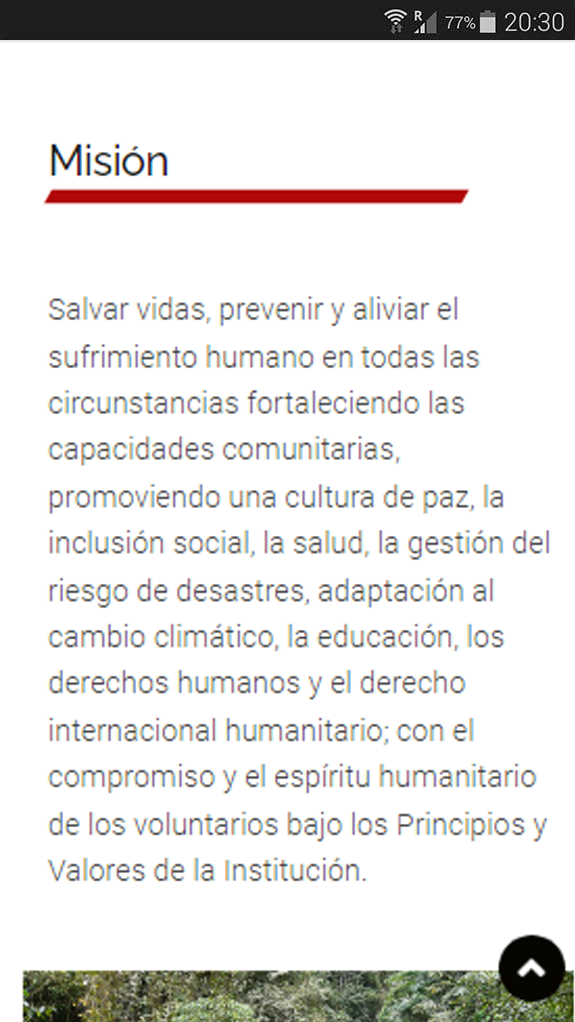 R
77%
20:30
Misión
Salvar vidas, prevenir y aliviar el
sufrimiento humano en todas las
circunstancias fortaleciendo las
capacidades comunitarias,
promoviendo una cultura de paz, la
inclusión social, la salud, la gestión del
riesgo de desastres, adaptación al
cambio climático, la educación, los
derechos humanos y el derecho
internacional humanitario; con el
compromiso y el espíritu humanitario
de los voluntarios bajo los Principios y
Valores de la Institución.